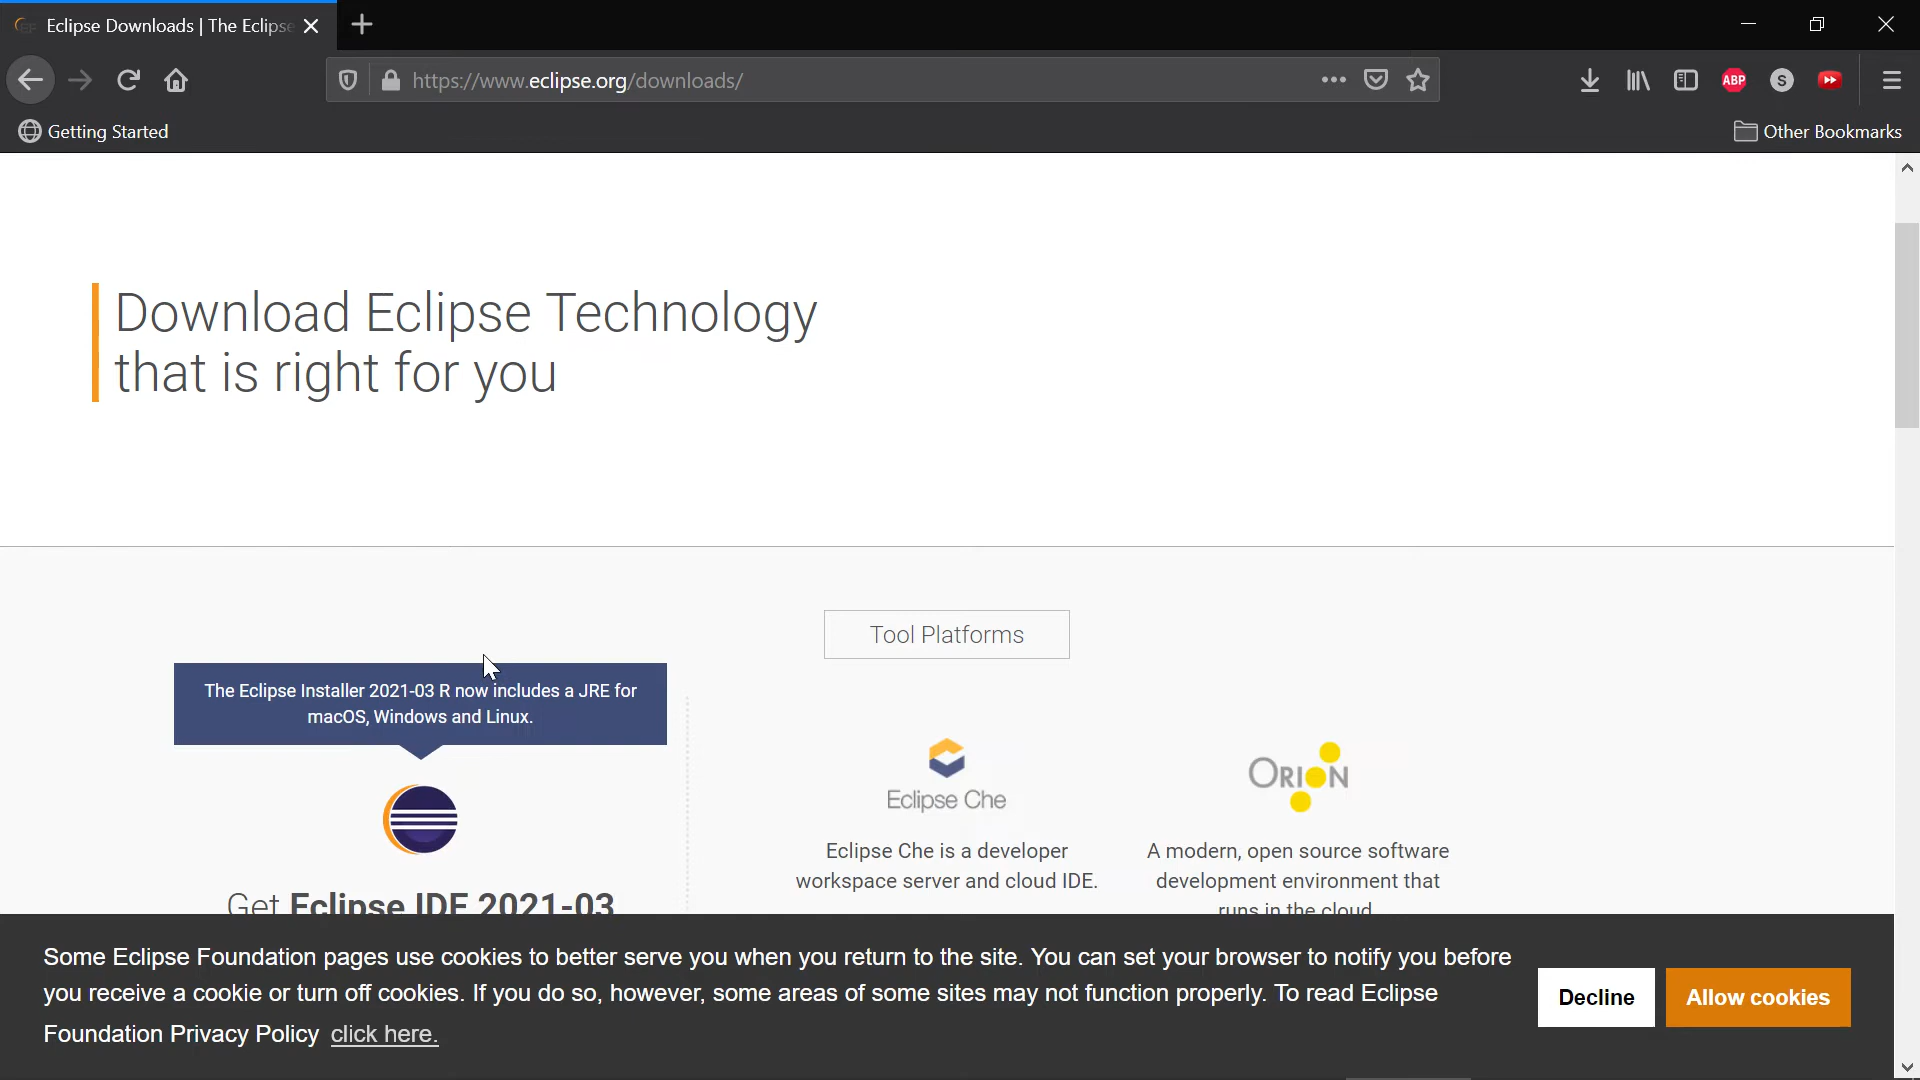 Eclipse Downloads | The Eclipse
https://www.eclipse.org/downloads/
ABP
S
Getting Started
Other Bookmarks
Download Eclipse Technology
that is right for you
Tool Platforms
The Eclipse Installer 2021-03 R now includes a JRE for
macOS, Windows and Linux.
Eclipse Che
ORION
Eclipse Che is a developer
workspace server and cloud IDE.
A modern, open source software
development environment that
runs in the cloud
Get Eclipse IDE 2021-03
Some Eclipse Foundation pages use cookies to better serve you when you return to the site. You can set your browser to notify you before
you receive a cookie or turn off cookies. If you do so, however, some areas of some sites may not function properly. To read Eclipse
Foundation Privacy Policy click here.
Decline
Allow cookies